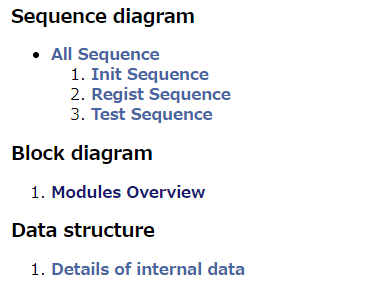 Sequence diagram
• All Sequence
1. Init Sequence
2. Regist Sequence
3. Test Sequence
Block diagram
1. Modules Overview
Data structure
1. Details of internal data